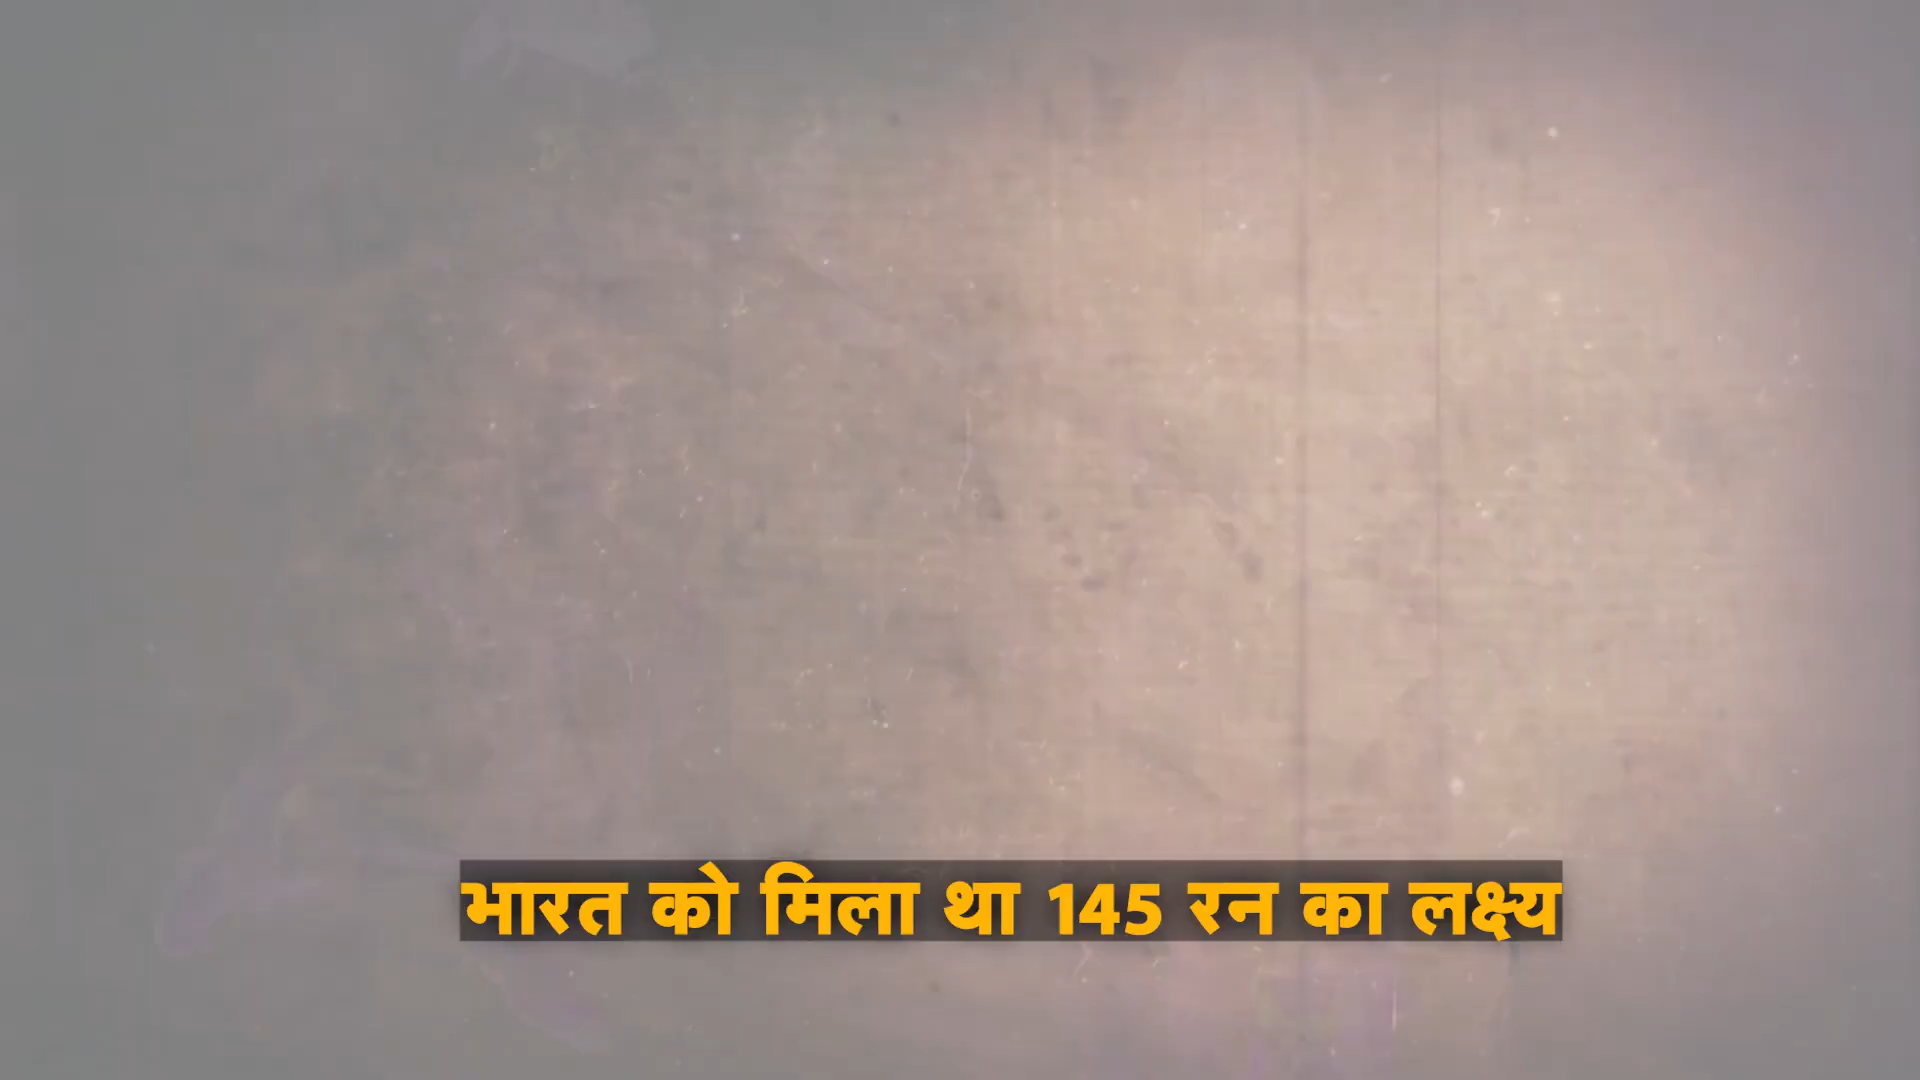 भारत को मिला था 145 रन का लक्ष्य